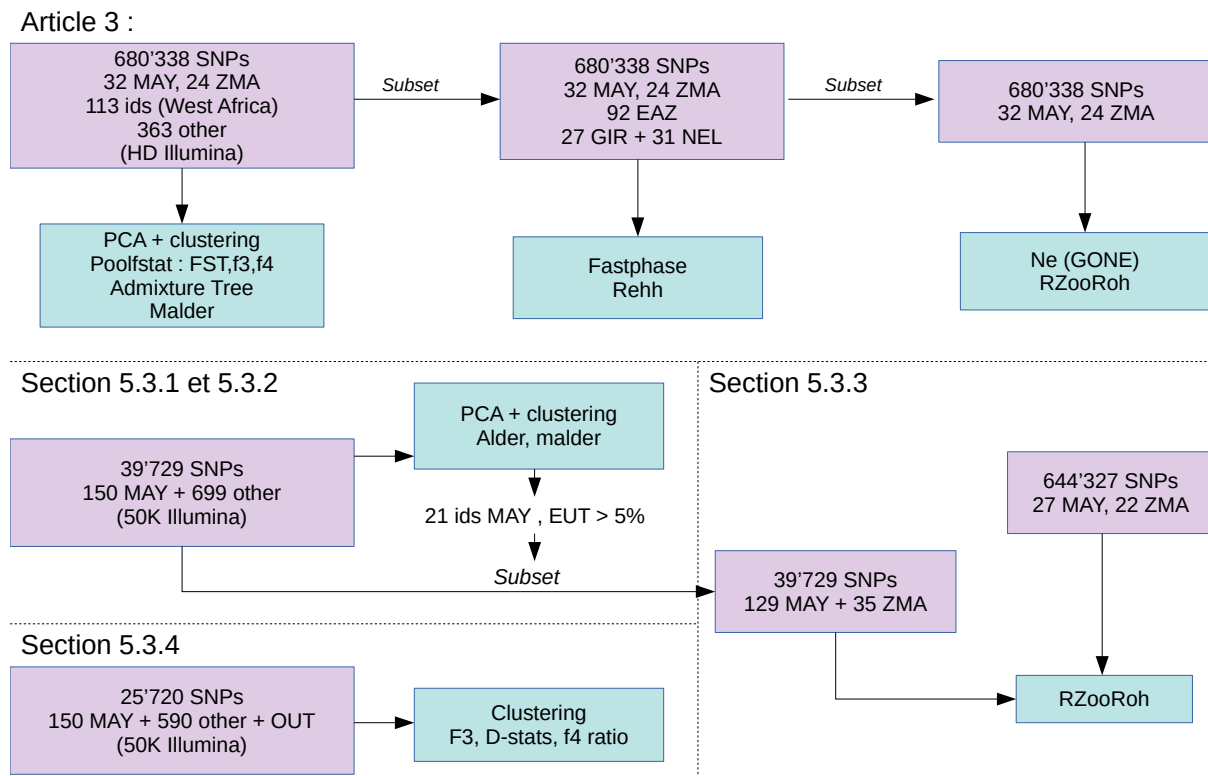 Article 3 :
680'338 SNPs
32 MAY, 24 ZMA
113 ids (West Africa)
363 other
(HD Illumina)
Subset
680'338 SNPs
32 MAY, 24 ZMA
92 EAZ
27 GIR + 31 NEL
Subset
680'338 SNPs
32 MAY, 24 ZMA
PCA + clustering
Poolfstat : FST,f3,f4
Admixture Tree
Malder
Fastphase
Rehh
Ne (GONE)
RZooRoh
Section 5.3.1 et 5.3.2
39'729 SNPs
150 MAY + 699 other
(50K Illumina)
PCA + clustering
Alder, malder
21 ids MAY , EUT > 5%
Subset
Section 5.3.3
644'327 SNPs
27 MAY, 22 ZMA
39'729 SNPs
129 MAY + 35 ZMA
RZooRoh
Section 5.3.4
25'720 SNPs
150 MAY + 590 other + OUT
(50K Illumina)
Clustering
F3, D-stats, f4 ratio